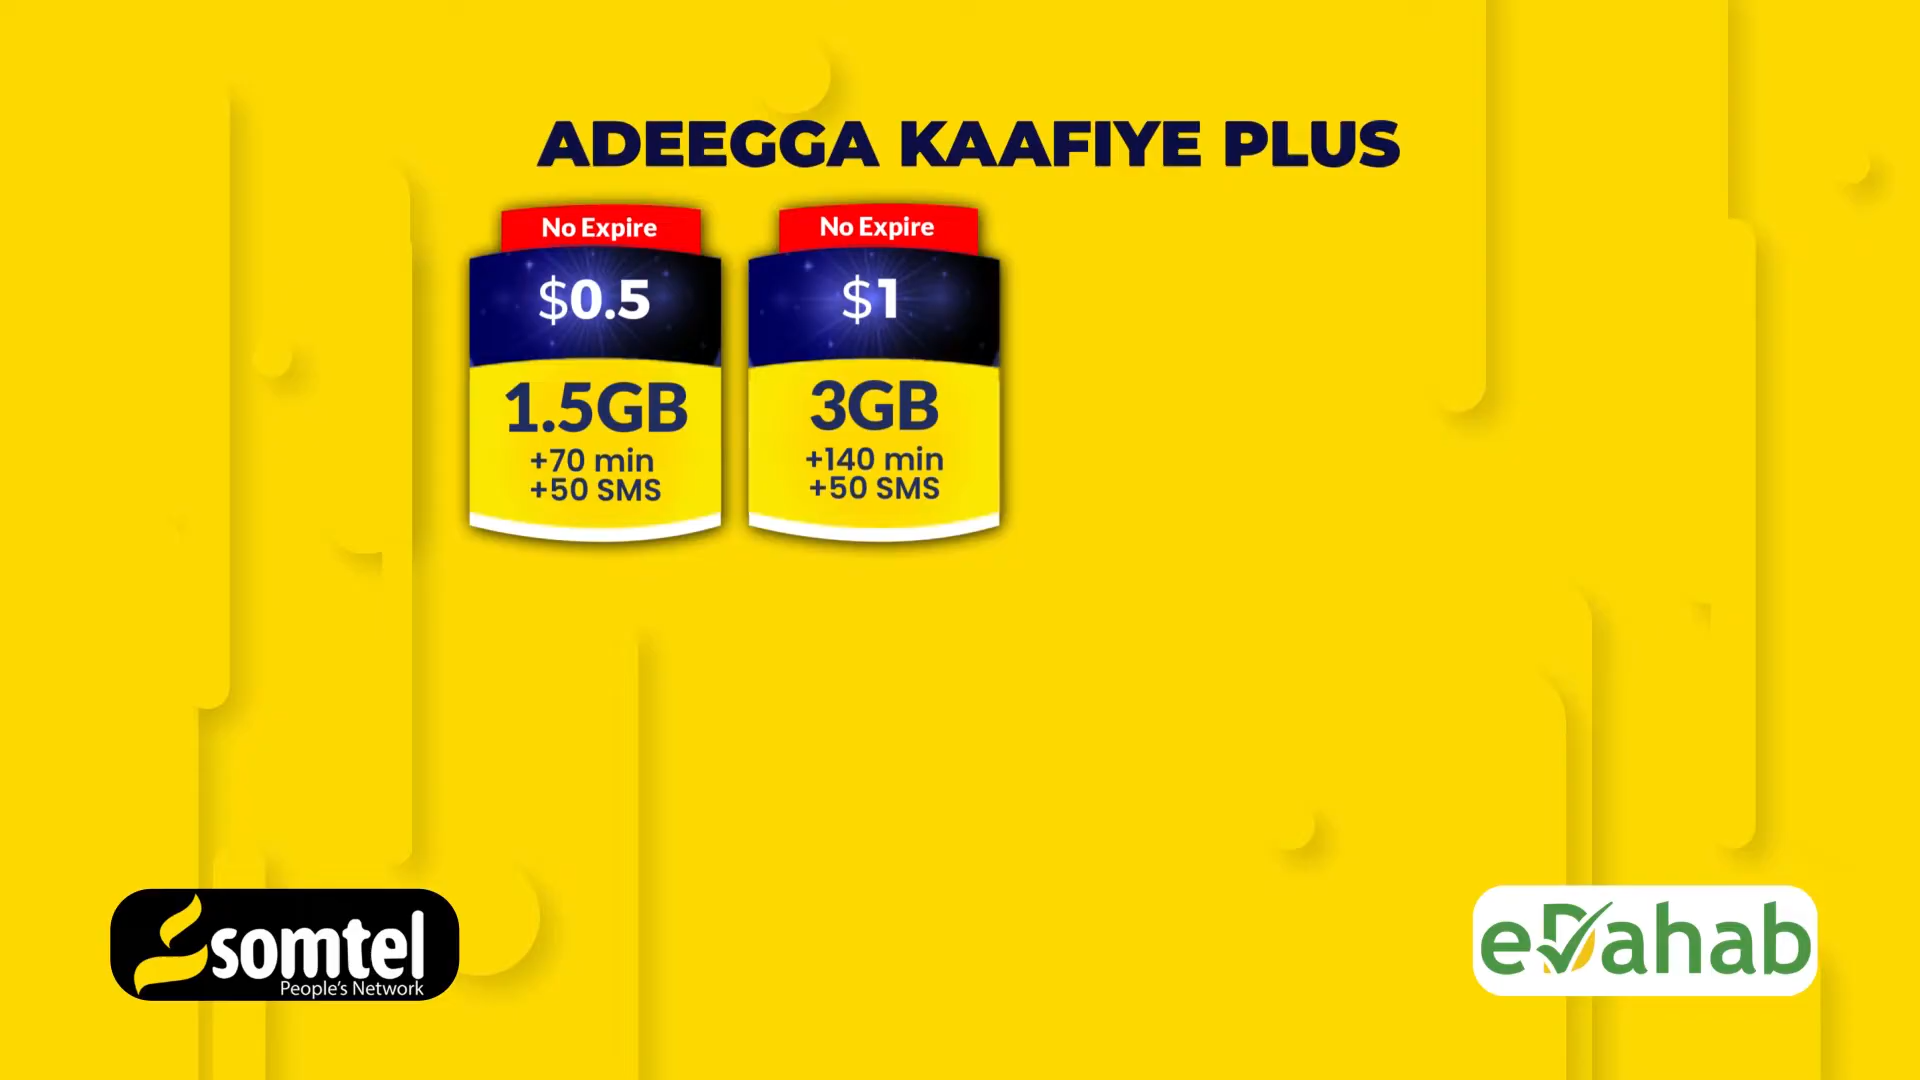 ADEEGGA KAAFIYE PLUS
No Expire
$0.5
1.5GB
+70 min
+50 SMS
No Expire
$1
3GB
+140 min
+50 SMS
somtel
People's Network
eDahab